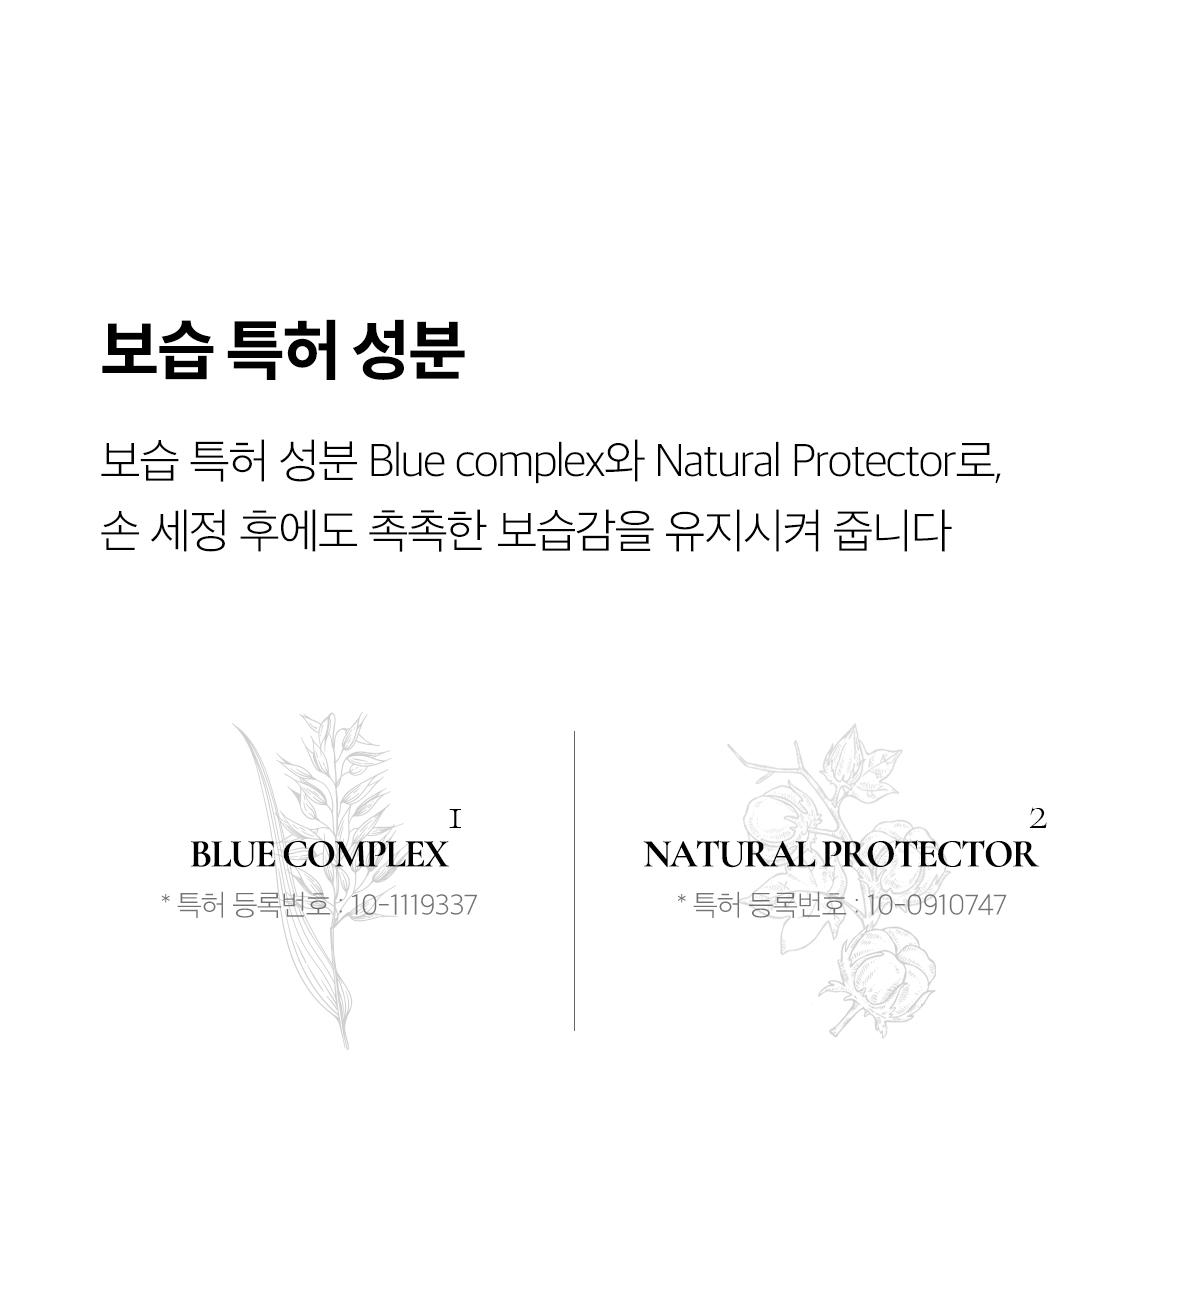 보습 특허 성분
보습 특허 성분 Blue complex와 Natural Protector로,
손 세정 후에도 촉촉한 보습감을 유지시켜 줍니다
BLUE COMPLEX 1
* 특허 등록번호 : 10-1119337
NATURAL PROTECTOR 2
* 특허 등록번호 : 10-0910747